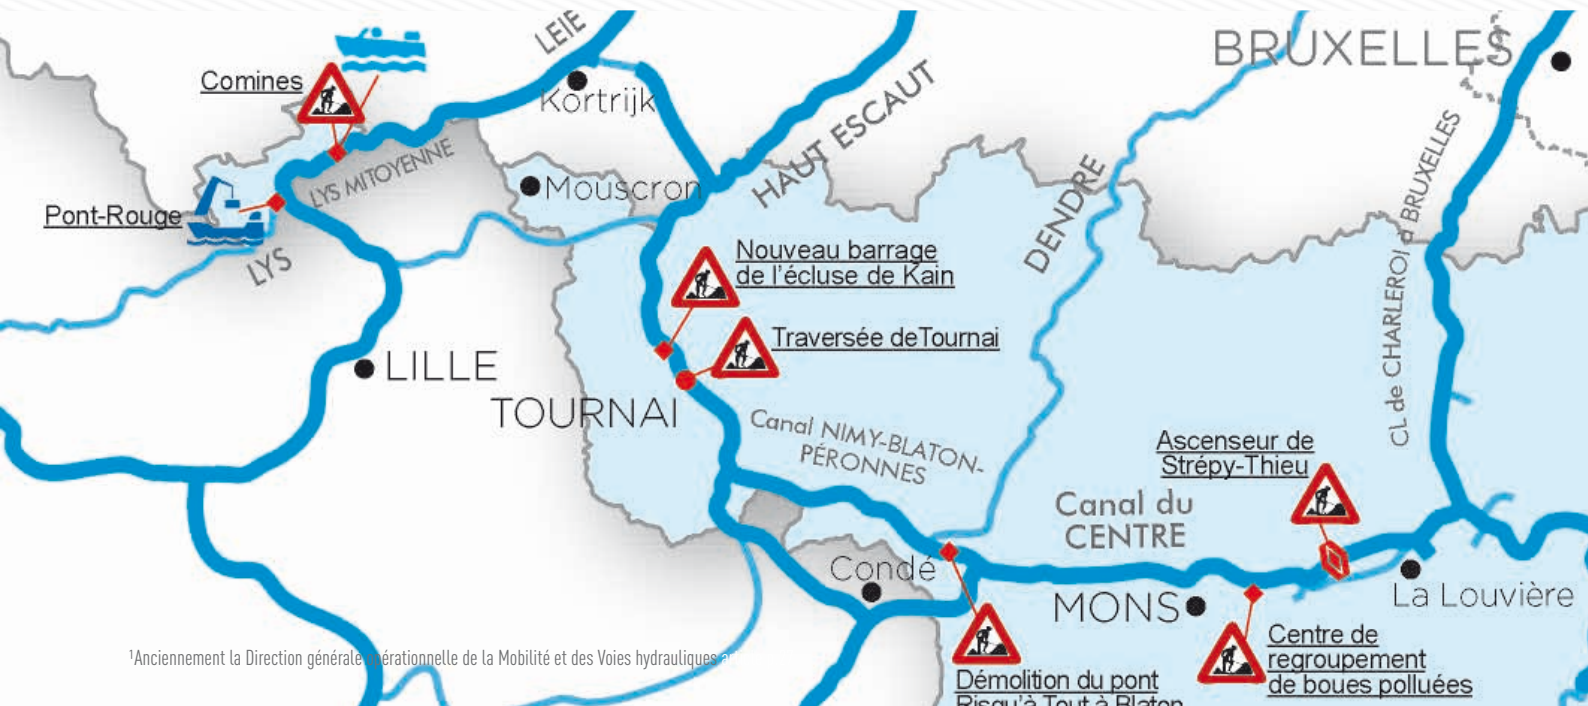 LEIE
BRUXELLES
Comines
Kortrijk
HAUT ESCAUT
LYS MITOYENNE
Mouscron
Pont-Rouge
LYS
DENDRE
CL de CHARLEROI à BRUXELLES
Nouveau barrage
de l'écluse de Kain
Traversée deTournai
LILLE
TOURNAI
Canal NIMY-BLATON-
PÉRONNES
Ascenseur de
Strépy-Thieu
Canal du
CENTRE
Condé
MONS
La Louvière
Centre de
regroupement
de boues polluées
¹Anciennement la Direction générale opérationnelle de la Mobilité et des Voies hydrauliques
Démolition du pont
Risqu'à Tout à Blaton